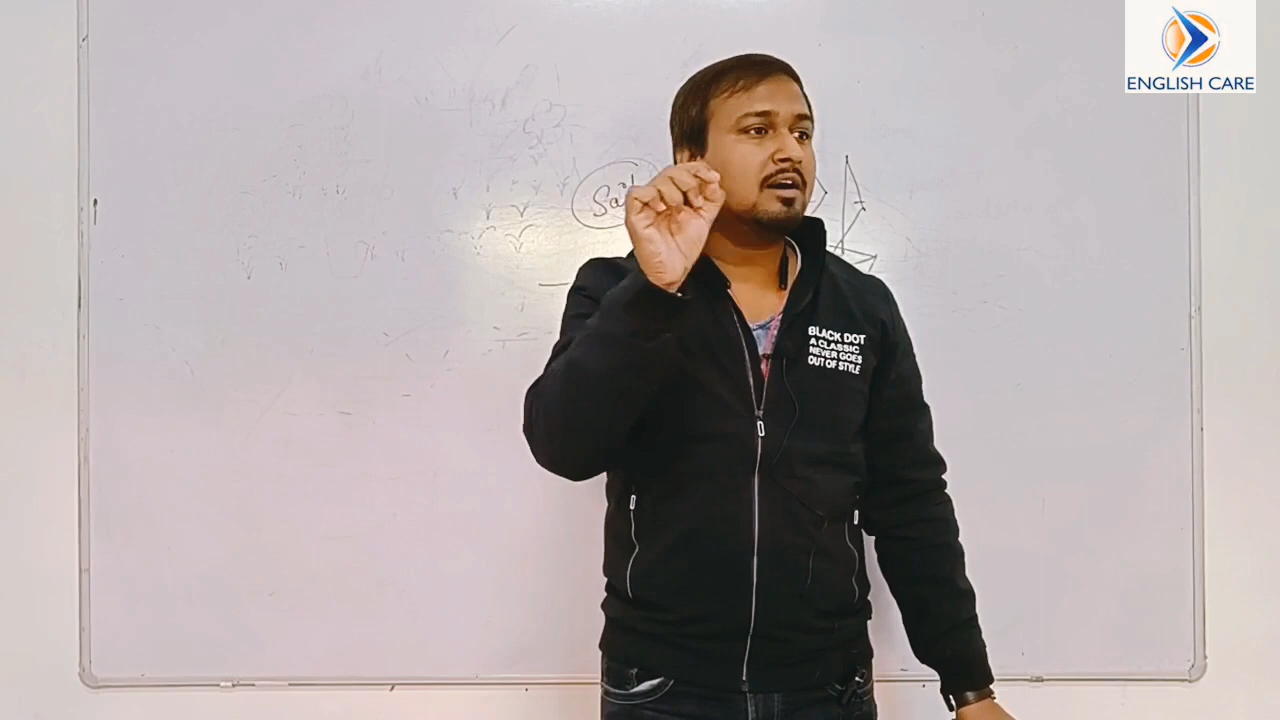 ENGLISH CARE
BLACK DOT
A CLASSIC
NEVER GOES
OUT OF STYLE